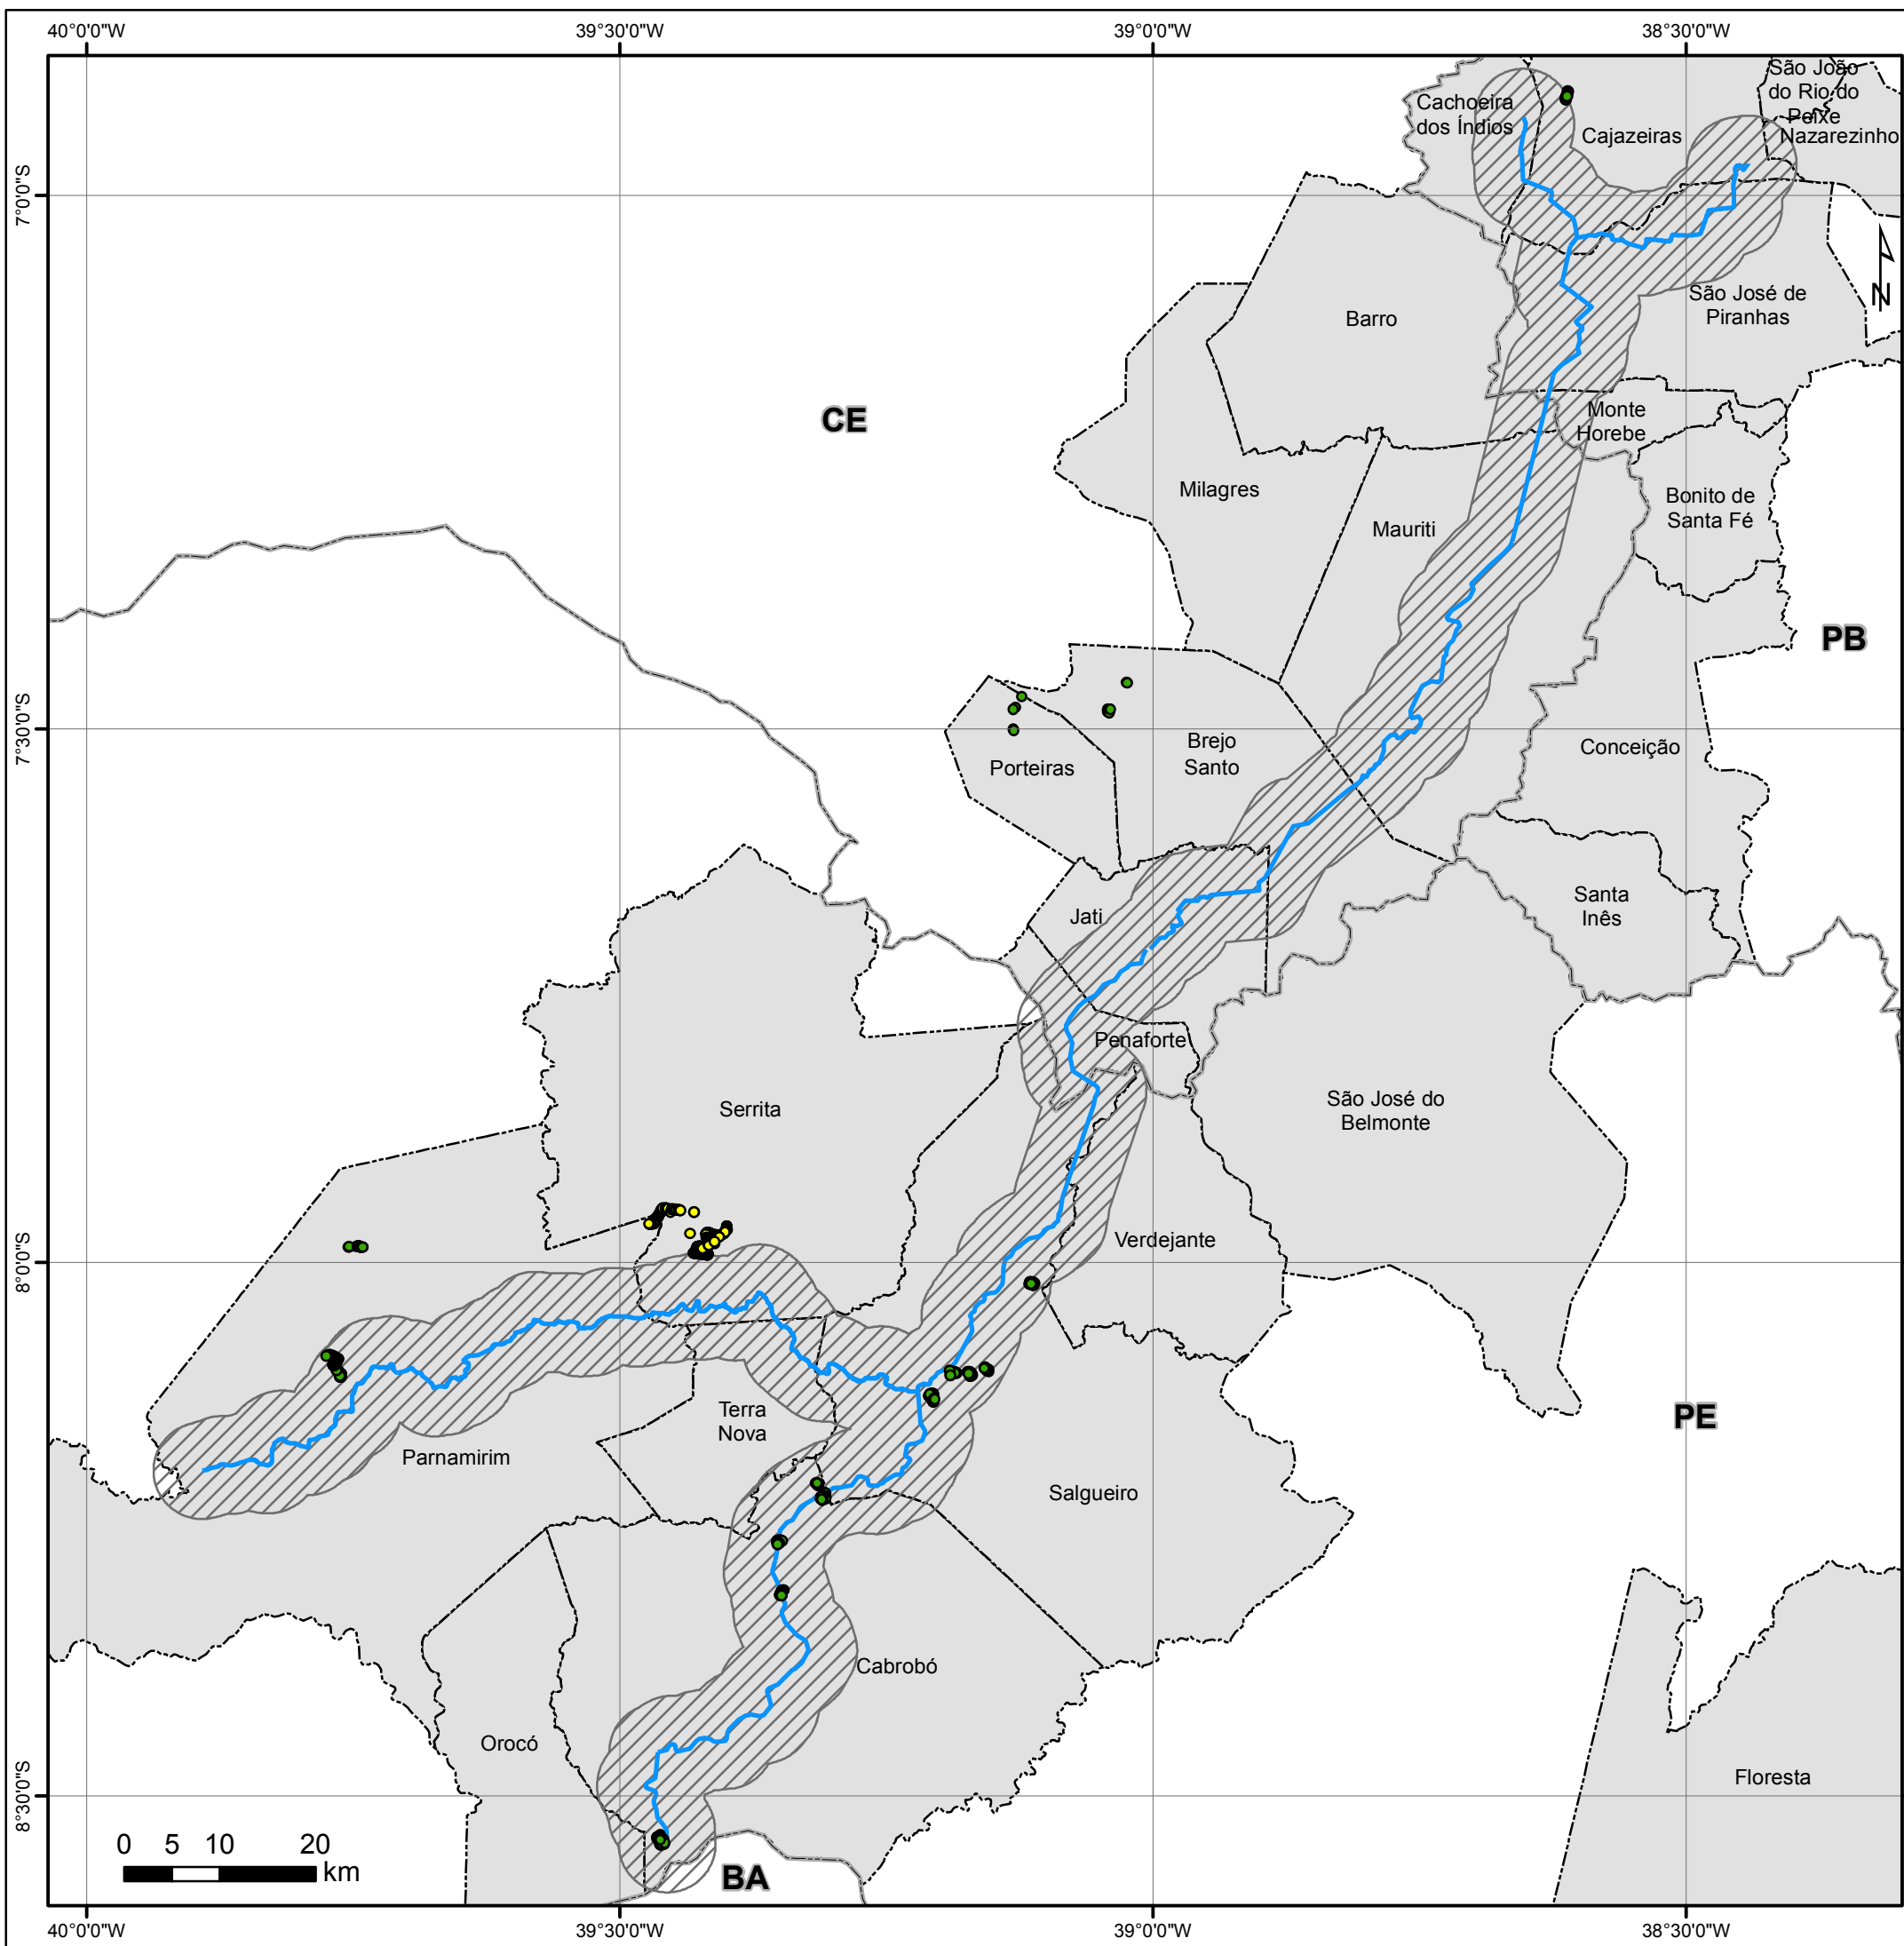 40°0'0"W
39°30'0"W
39°0'0"W
38°30'0"W
São João
do Rio do
Peixe
Cachoeira
dos Índios
Cajazeiras
Nazarezinho
7°0'0"S
N
São José de
Piranhas
Barro
CE
Monte
Horebe
Milagres
Bonito de
Santa Fé
Mauriti
PB
7°30'0"S
Brejo
Santo
Conceição
Porteiras
Jati
Santa
Inês
Penaforte
Serrita
São José do
Belmonte
Verdejante
8°0'0"S
Terra
Nova
PE
Parnamirim
Salgueiro
Cabrobó
Orocó
Floresta
8°30'0"S
0 5 10 20
km
BA
40°0'0"W
39°30'0"W
39°0'0"W
38°30'0"W